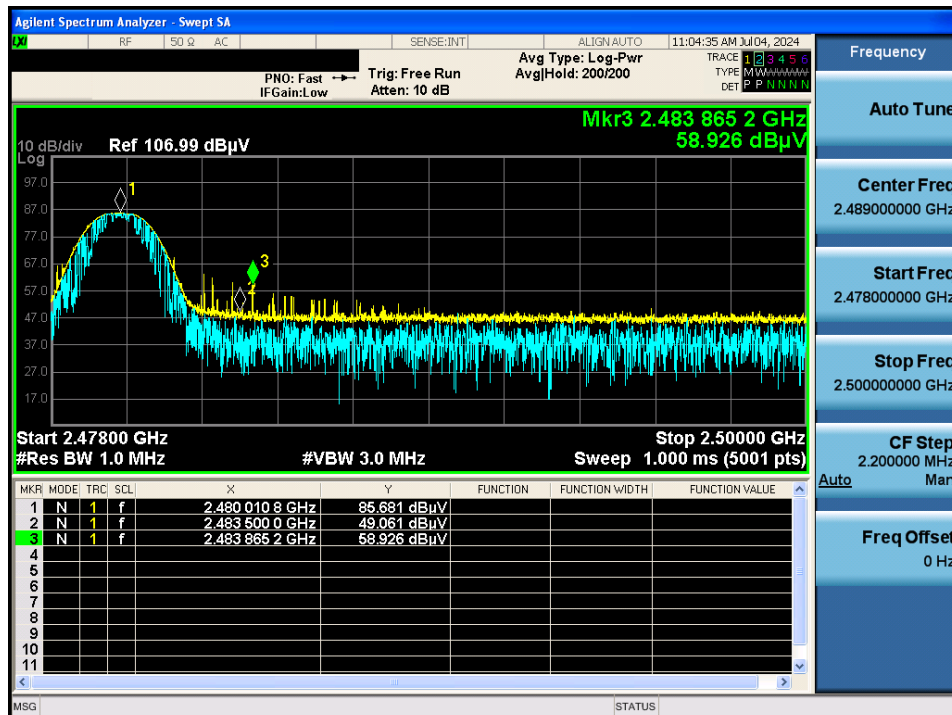 Agilent Spectrum Analyzer - Swept SA
LXI RF 50 Ω AC SENSE:INT ALIGN AUTO 11:04:35 AM Jul 04, 2024
Frequency
PNO: Fast
IFGain:Low
Trig: Free Run
Atten: 10 dB
Avg Type: Log-Pwr
Avg|Hold: 200/200
TRACE 1 2 3 4 5 6
TYPE MWWWWW
DET P P N N N N
Auto Tune
Mkr3 2.483 865 2 GHz
58.926 dBµV
10 dB/div Ref 106.99 dBµV
Log
97.0
87.0
77.0
67.0
57.0
47.0
37.0
27.0
17.0
1
3
2
Center Freq
2.489000000 GHz
Start Freq
2.478000000 GHz
Stop Freq
2.500000000 GHz
Start 2.47800 GHz Stop 2.50000 GHz
#Res BW 1.0 MHz #VBW 3.0 MHz Sweep 1.000 ms (5001 pts)
CF Step
2.200000 MHz
Auto Man
MKR MODE TRC SCL X Y FUNCTION FUNCTION WIDTH FUNCTION VALUE
1 N 1 f 2.480 010 8 GHz 85.681 dBµV
2 N 1 f 2.483 500 0 GHz 49.061 dBµV
3 N 1 f 2.483 865 2 GHz 58.926 dBµV
4
5
6
7
8
9
10
11
Freq Offset
0 Hz
MSG STATUS